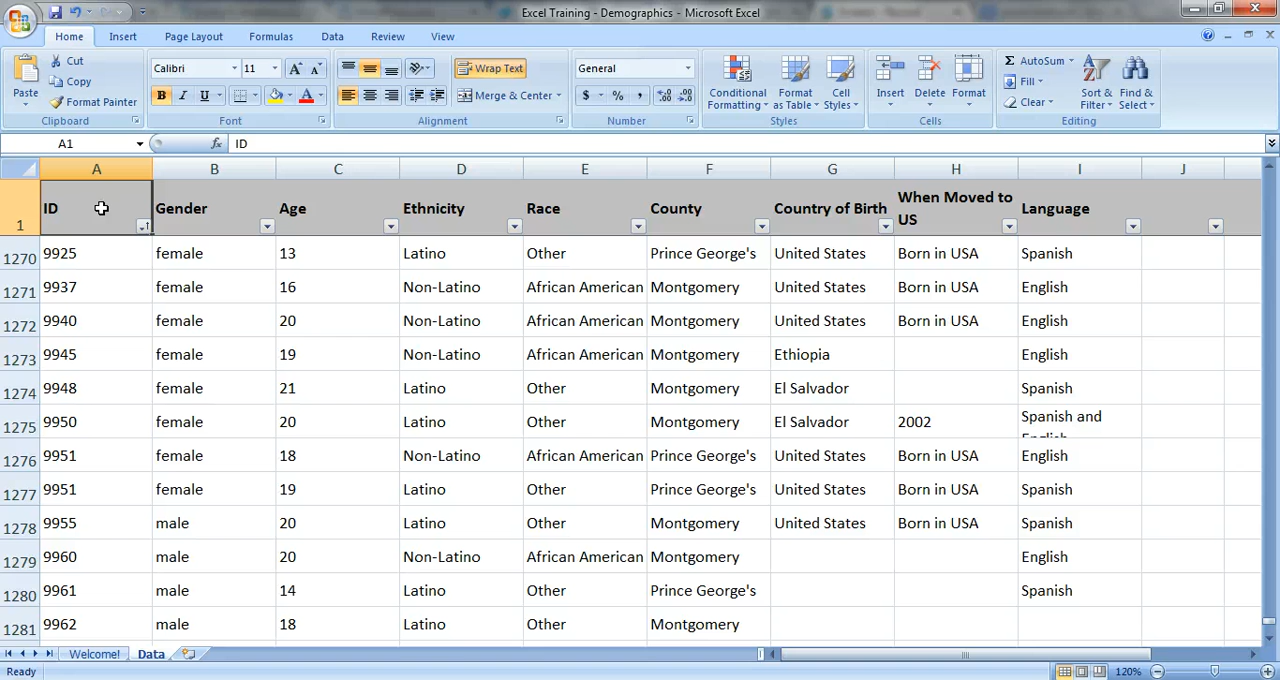 Excel Training - Demographics - Microsoft Excel
Home Insert Page Layout Formulas Data Review View
Paste
Cut
Copy
Format Painter
Clipboard
Calibri 11
B I U
Font
Wrap Text
Merge & Center
Alignment
General
$ % ,
Number
Conditional Formatting
Format as Table
Cell Styles
Styles
Insert Delete Format
Cells
Σ AutoSum
Fill
Clear
Sort & Filter
Find & Select
Editing
A1 fx ID
A B C D E F G H I J
1 ID Gender Age Ethnicity Race County Country of Birth When Moved to US Language
1270 9925 female 13 Latino Other Prince George's United States Born in USA Spanish
1271 9937 female 16 Non-Latino African American Montgomery United States Born in USA English
1272 9940 female 20 Non-Latino African American Montgomery United States Born in USA English
1273 9945 female 19 Non-Latino African American Montgomery Ethiopia English
1274 9948 female 21 Latino Other Montgomery El Salvador Spanish
1275 9950 female 20 Latino Other Montgomery El Salvador 2002 Spanish and English
1276 9951 female 18 Non-Latino African American Prince George's United States Born in USA English
1277 9951 female 19 Latino Other Prince George's United States Born in USA Spanish
1278 9955 male 20 Latino Other Montgomery United States Born in USA Spanish
1279 9960 male 20 Non-Latino African American Montgomery English
1280 9961 male 14 Latino Other Prince George's Spanish
1281 9962 male 18 Latino Other Montgomery
Welcome! Data
Ready 120%